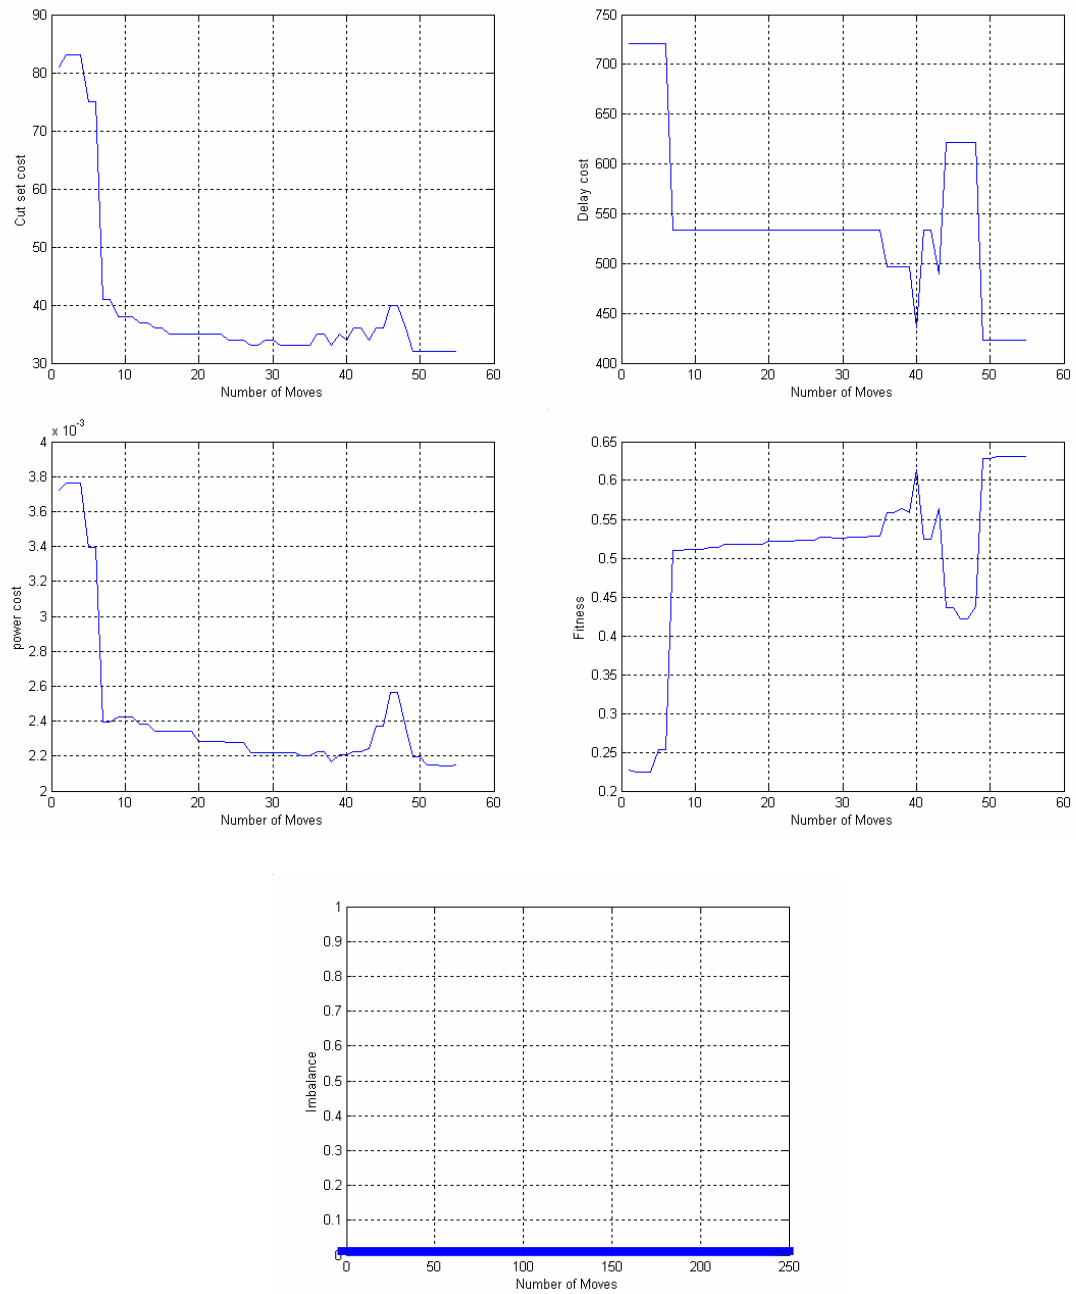 90
80
70
60
50
40
30
0 10 20 30 40 50 60
Cut set cost
Number of Moves
750
700
650
600
550
500
450
400
0 10 20 30 40 50 60
Delay cost
Number of Moves
x 10-3
4
3.8
3.6
3.4
3.2
3
2.8
2.6
2.4
2.2
2
0 10 20 30 40 50 60
power cost
Number of Moves
0.65
0.6
0.55
0.5
0.45
0.4
0.35
0.3
0.25
0.2
0 10 20 30 40 50 60
Fitness
Number of Moves
1
0.9
0.8
0.7
0.6
0.5
0.4
0.3
0.2
0.1
0
0 50 100 150 200 250
Imbalance
Number of Moves